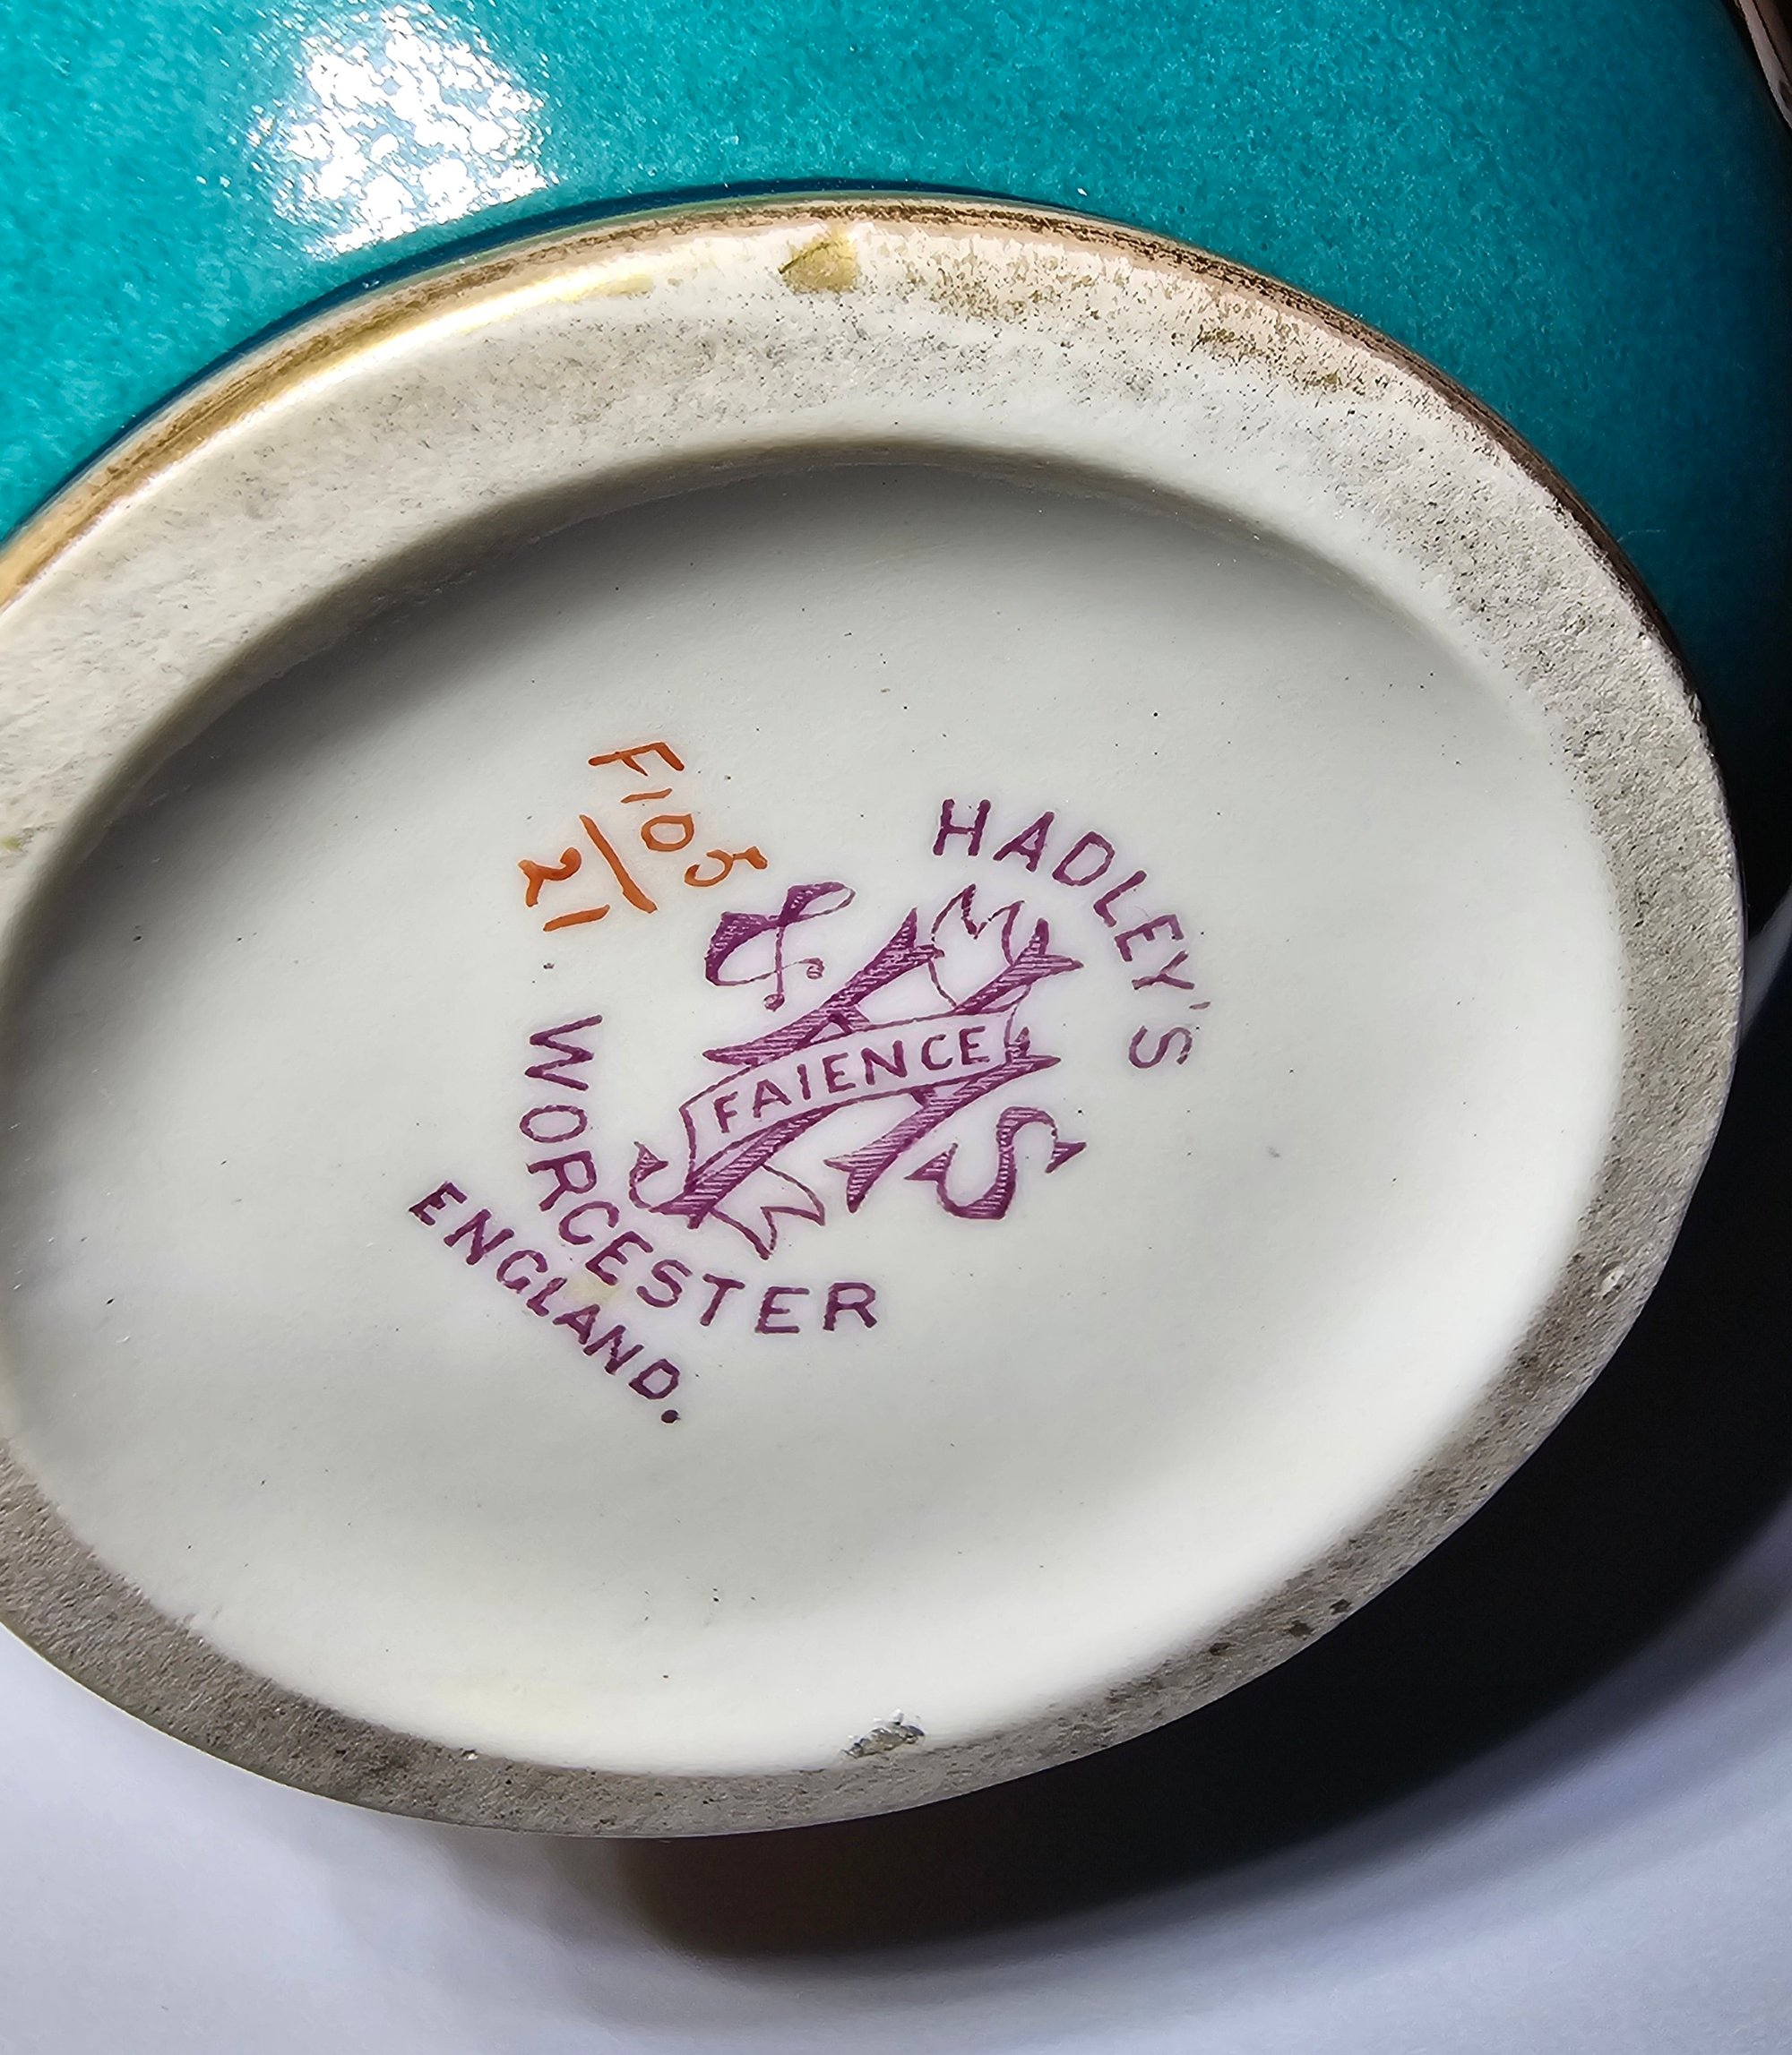 F105
21
HADLEY'S
FAIENCE
WORCESTER
ENGLAND.